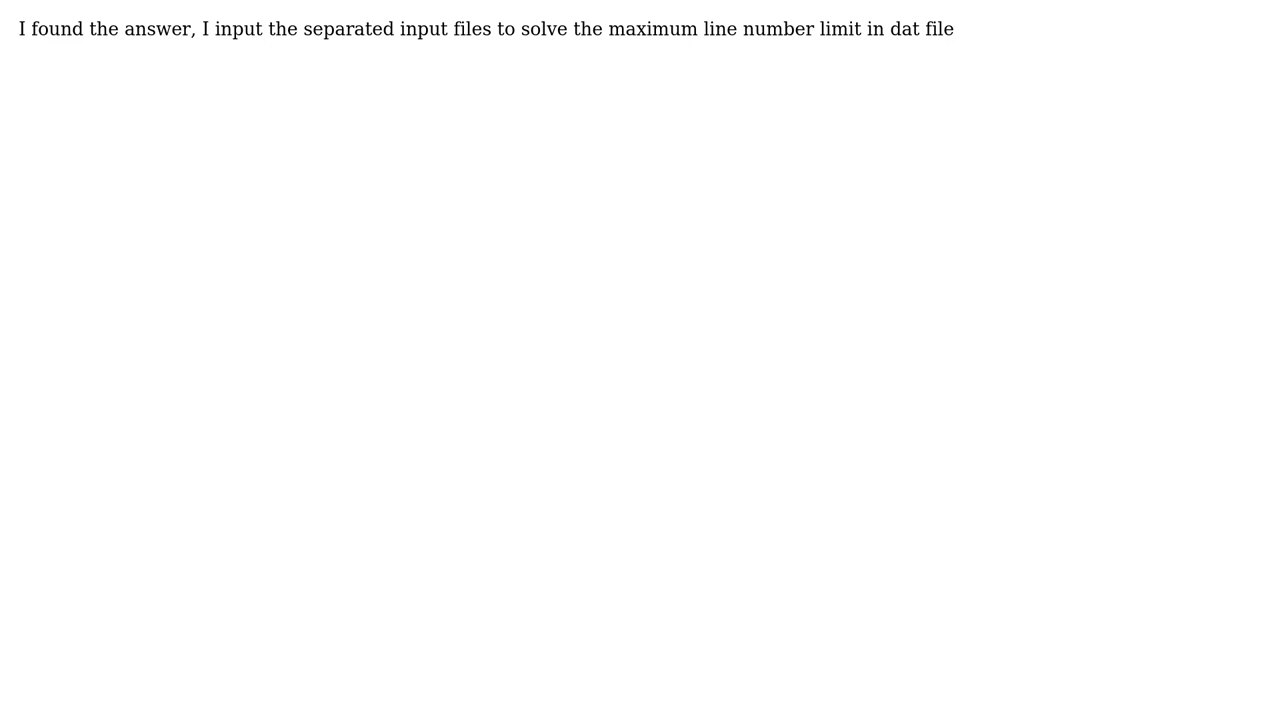 I found the answer, I input the separated input files to solve the maximum line number limit in dat file